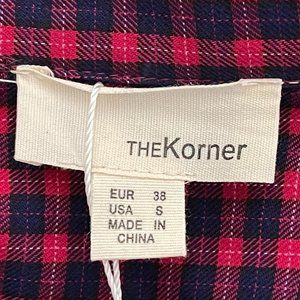 THEKorner
EUR 38
USA S
MADE IN
CHINA